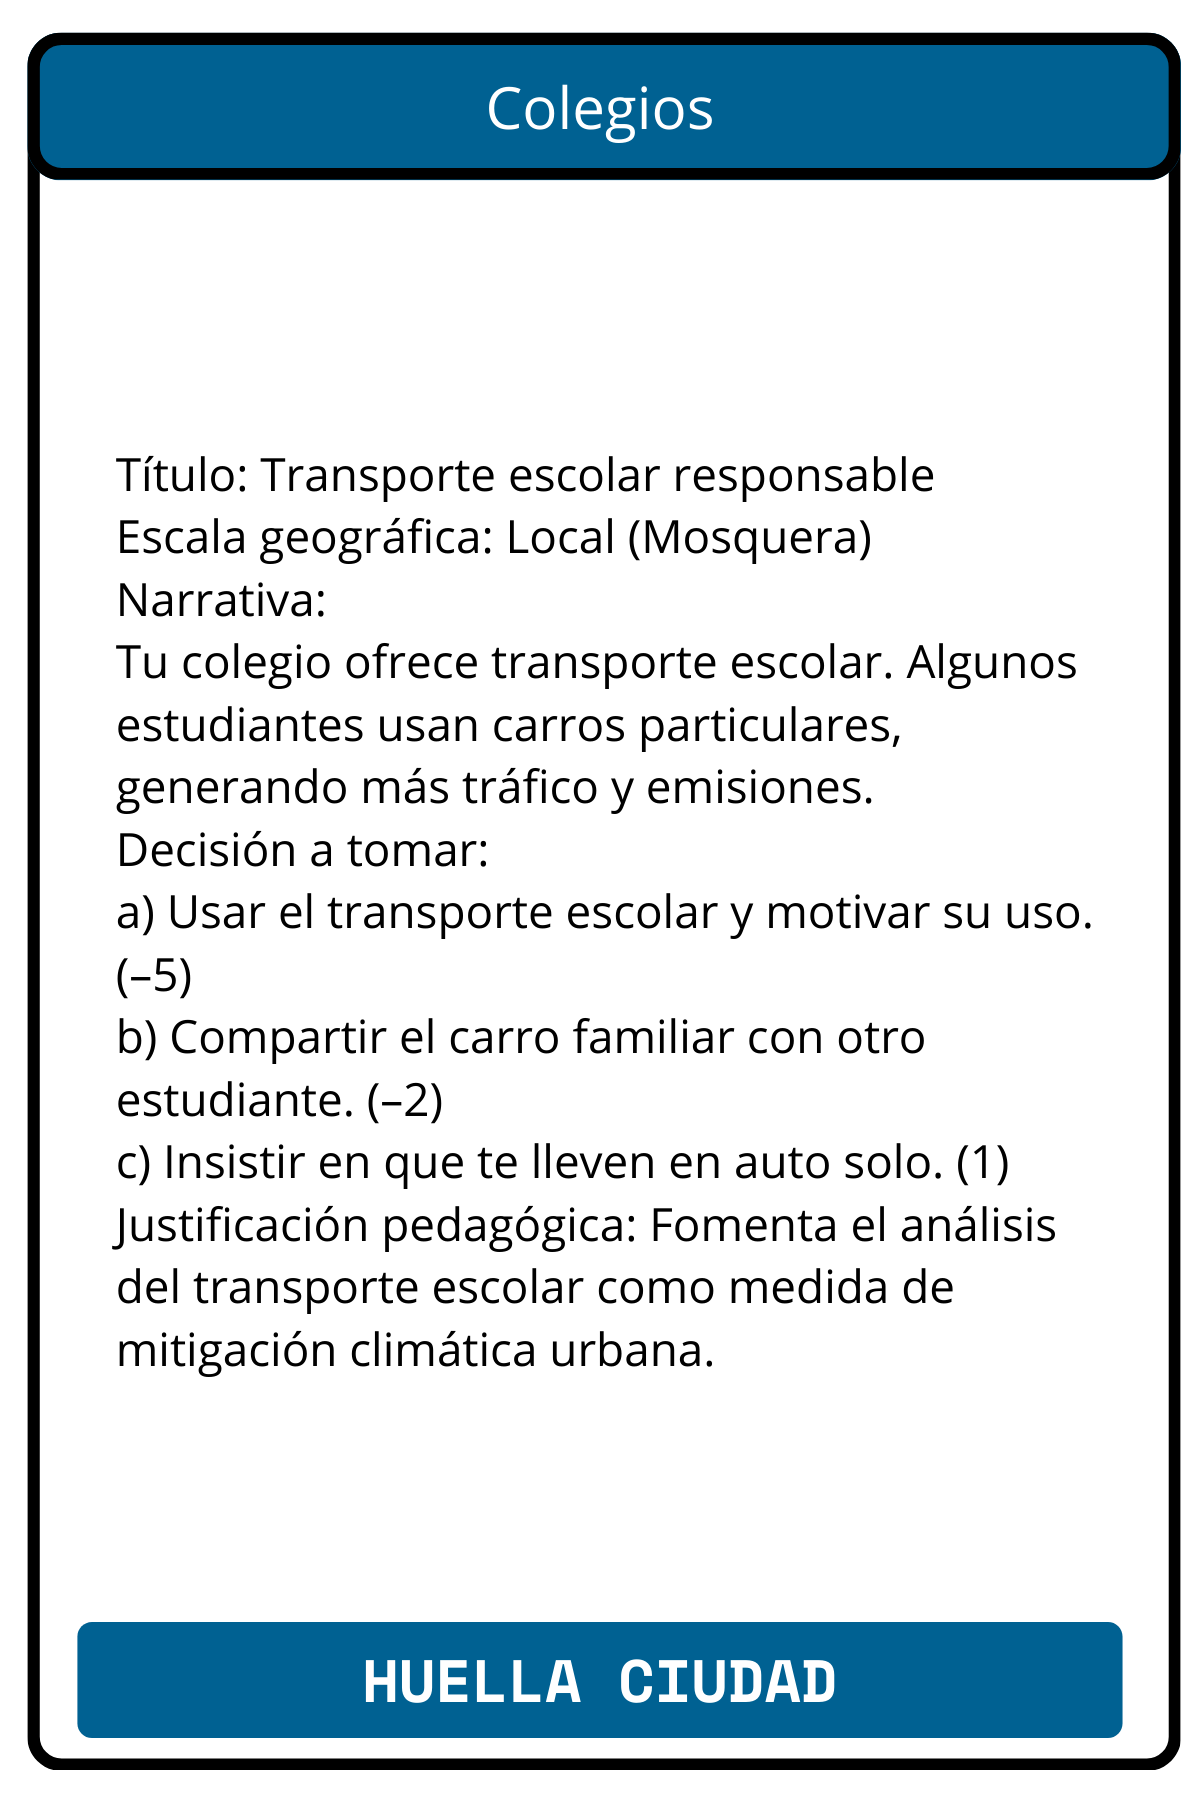 Colegios
Título: Transporte escolar responsable
Escala geográfica: Local (Mosquera)
Narrativa:
Tu colegio ofrece transporte escolar. Algunos
estudiantes usan carros particulares,
generando más tráfico y emisiones.
Decisión a tomar:
a) Usar el transporte escolar y motivar su uso.
(–5)
b) Compartir el carro familiar con otro
estudiante. (–2)
c) Insistir en que te lleven en auto solo. (1)
Justificación pedagógica: Fomenta el análisis
del transporte escolar como medida de
mitigación climática urbana.
HUELLA CIUDAD